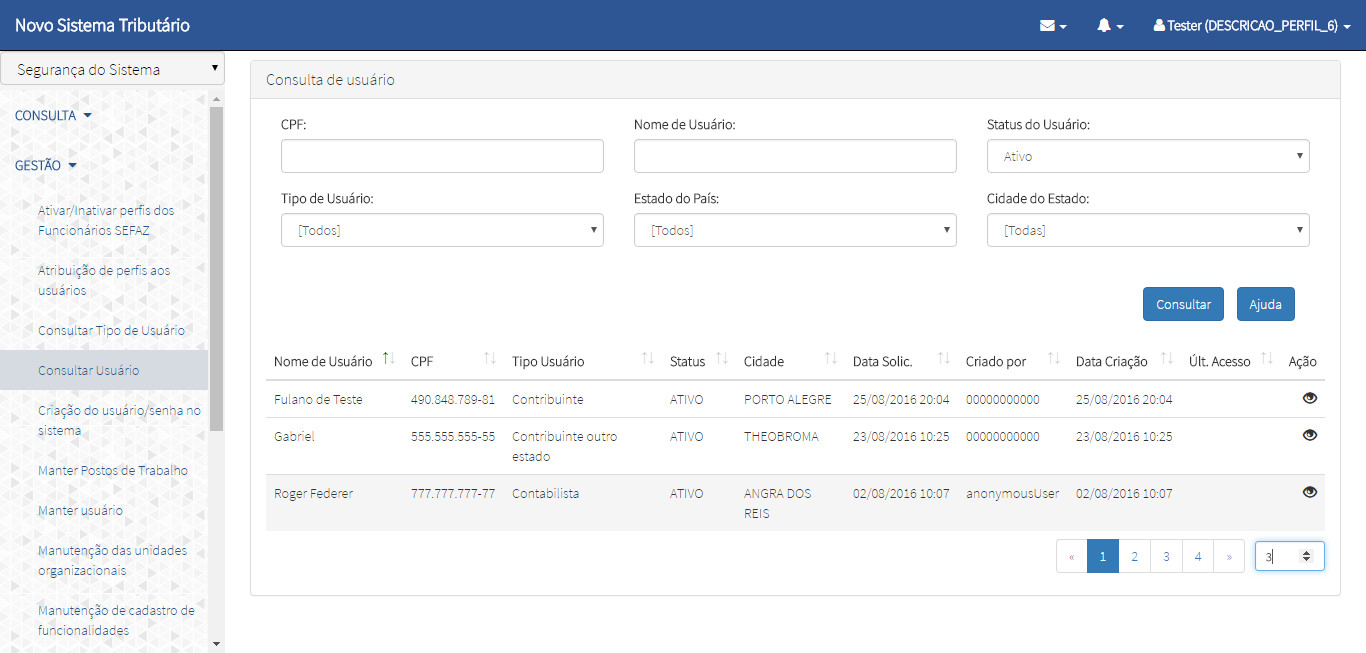 Novo Sistema Tributário
Tester (DESCRICAO_PERFIL_6)
Segurança do Sistema
CONSULTA
GESTÃO
Ativar/Inativar perfis dos
Funcionários SEFAZ
Atribuição de perfis aos
usuários
Consultar Tipo de Usuário
Consultar Usuário
Criação do usuário/senha no
sistema
Manter Postos de Trabalho
Manter usuário
Manutenção das unidades
organizacionais
Manutenção de cadastro de
funcionalidades
Consulta de usuário
CPF: Nome de Usuário: Status do Usuário:
Ativo
Tipo de Usuário: Estado do País: Cidade do Estado:
[Todos] [Todos] [Todas]
Consultar Ajuda
Nome de Usuário CPF Tipo Usuário Status Cidade Data Solic. Criado por Data Criação Últ. Acesso Ação
Fulano de Teste 490.848.789-81 Contribuinte ATIVO PORTO ALEGRE 25/08/2016 20:04 00000000000 25/08/2016 20:04
Gabriel 555.555.555-55 Contribuinte outro estado ATIVO THEOBROMA 23/08/2016 10:25 00000000000 23/08/2016 10:25
Roger Federer 777.777.777-77 Contabilista ATIVO ANGRA DOS REIS 02/08/2016 10:07 anonymousUser 02/08/2016 10:07
« 1 2 3 4 » 3